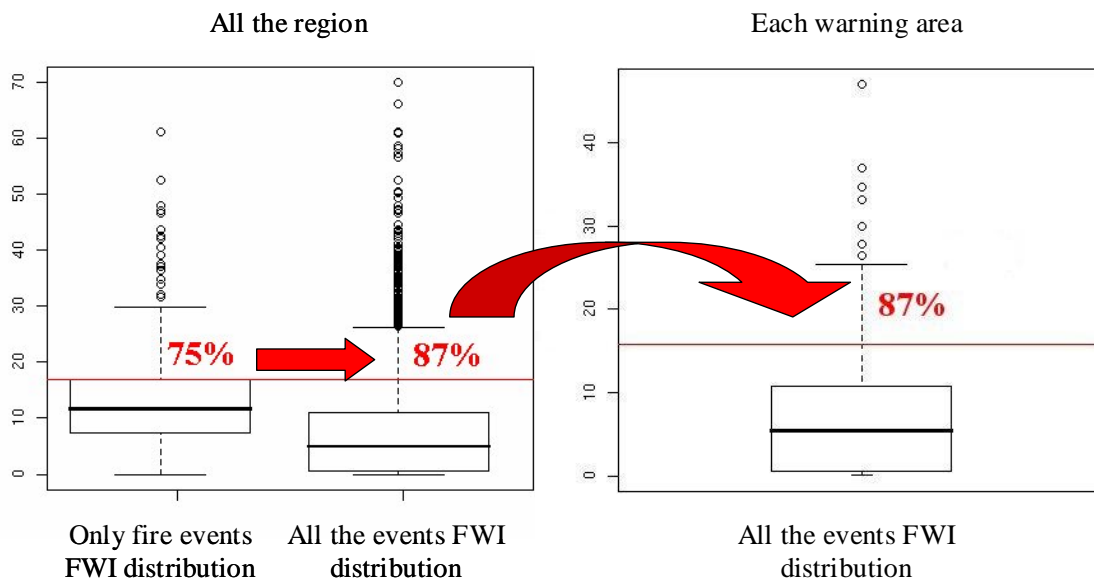 All the region
Each warning area
70
60
50
40
30
20
10
0
75%
87%
40
30
20
10
0
87%
Only fire events
FWI distribution
All the events FWI
distribution
All the events FWI
distribution